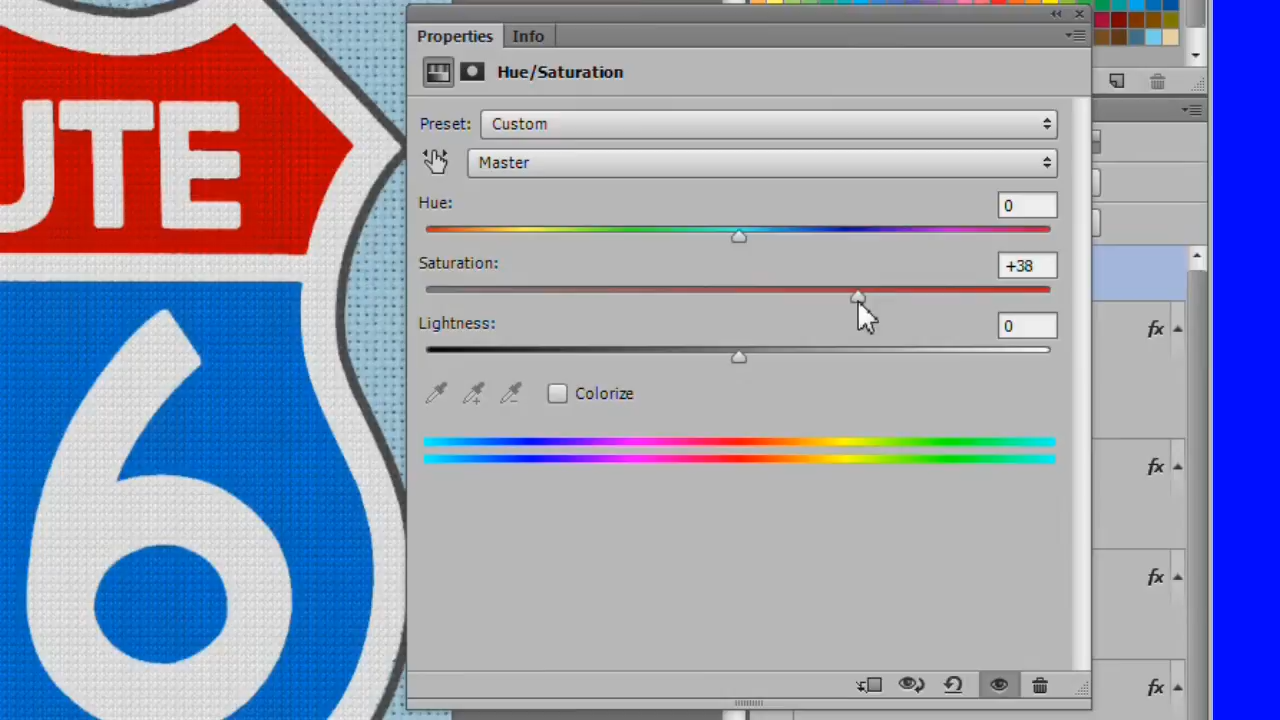 UTE
6
Properties Info
Hue/Saturation
Preset: Custom
Master
Hue: 0
Saturation: +38
Lightness: 0
Colorize
fx
fx
fx
fx